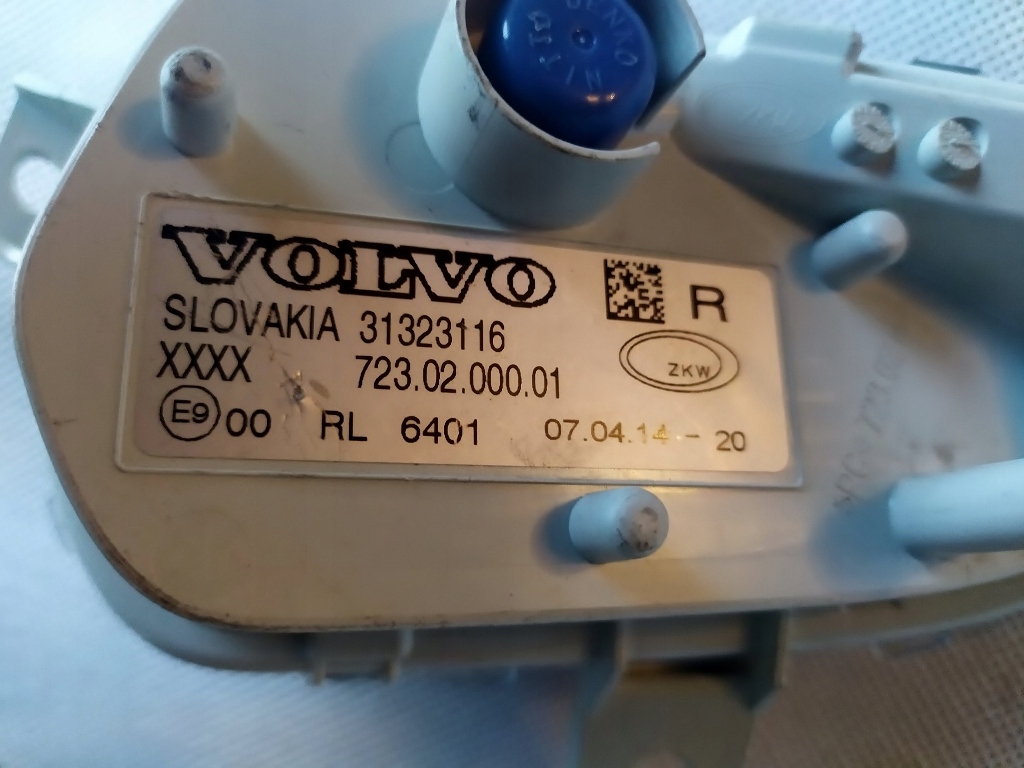 VOLVO
R
SLOVAKIA 31323116
XXXX 723.02.000.01
ZKW
E9 00 RL 6401 07.04.14 - 20